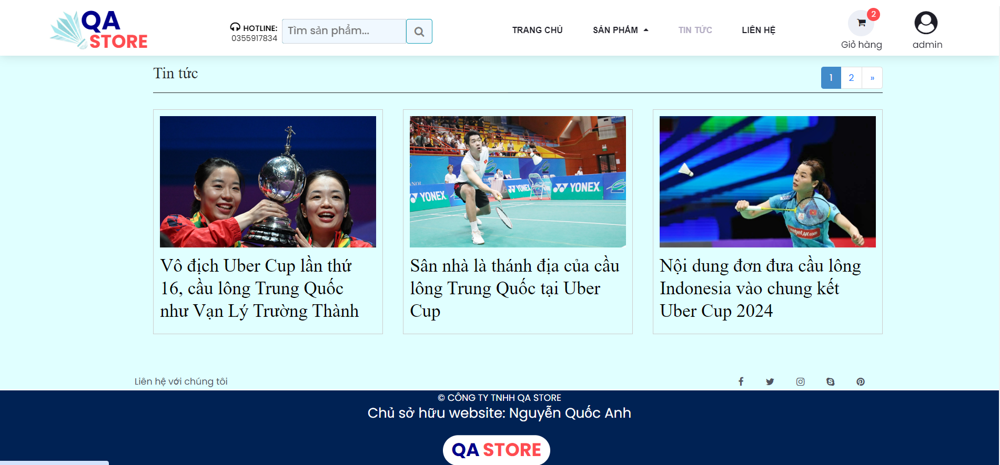 QA
STORE
HOTLINE:
0355917834
Tìm sản phẩm...
TRANG CHỦ
SẢN PHẨM
TIN TỨC
LIÊN HỆ
2
Giỏ hàng
admin
Tin tức
1 2 »
YONEX
YONEX
YONEX
VISA
Vô địch Uber Cup lần thứ
16, cầu lông Trung Quốc
như Vạn Lý Trường Thành
Sân nhà là thánh địa của cầu
lông Trung Quốc tại Uber
Cup
Nội dung đơn đưa cầu lông
Indonesia vào chung kết
Uber Cup 2024
Liên hệ với chúng tôi
© CÔNG TY TNHH QA STORE
Chủ sở hữu website: Nguyễn Quốc Anh
QA STORE